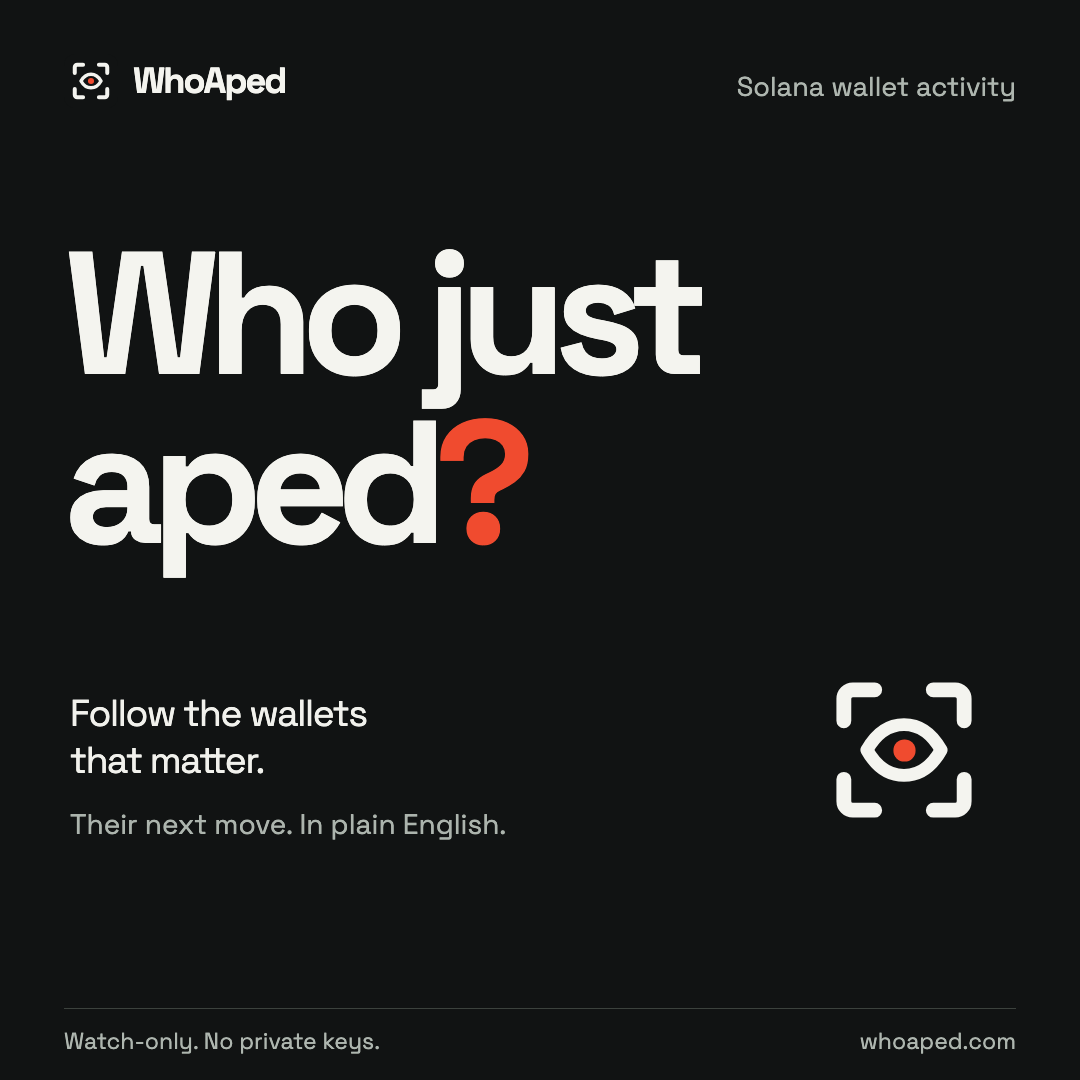 WhoAped
Solana wallet activity
Who just
aped?
Follow the wallets
that matter.
Their next move. In plain English.
Watch-only. No private keys.
whoaped.com